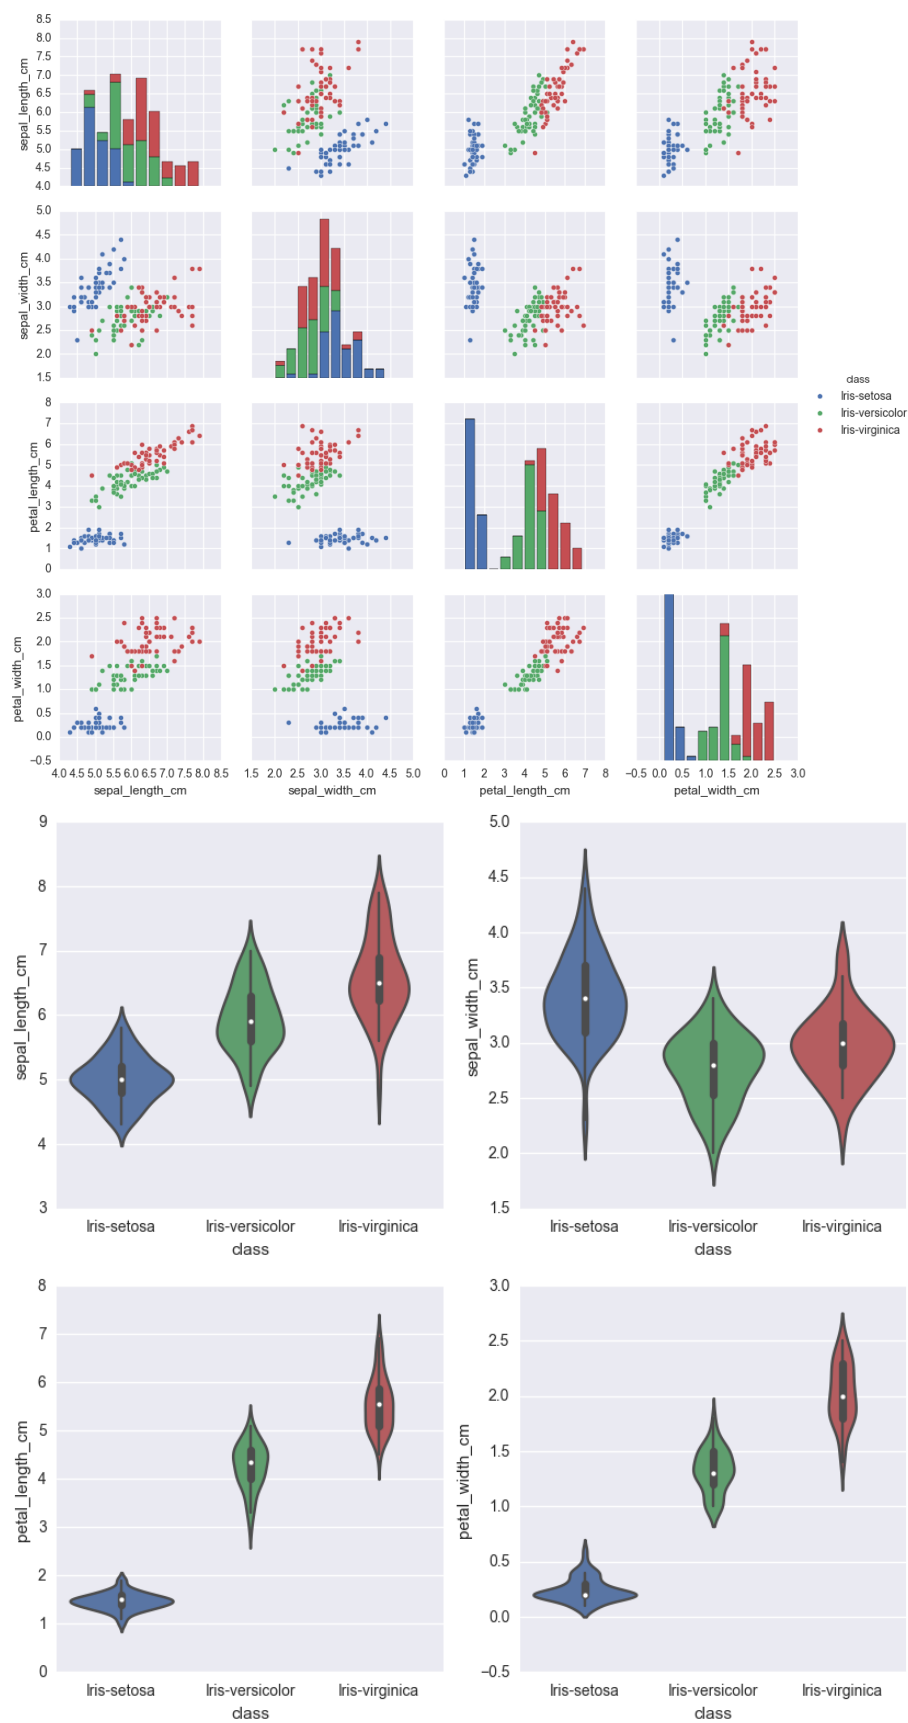 8.5
8.0
7.5
7.0
6.5
6.0
5.5
5.0
4.5
4.0
sepal_length_cm
5.0
4.5
4.0
3.5
3.0
2.5
2.0
1.5
sepal_width_cm
class
Iris-setosa
Iris-versicolor
Iris-virginica
8
7
6
5
4
3
2
1
0
petal_length_cm
3.0
2.5
2.0
1.5
1.0
0.5
0.0
−0.5
petal_width_cm
4.0 4.5 5.0 5.5 6.0 6.5 7.0 7.5 8.0 8.5
sepal_length_cm
1.5 2.0 2.5 3.0 3.5 4.0 4.5 5.0
sepal_width_cm
0 1 2 3 4 5 6 7 8
petal_length_cm
−0.5 0.0 0.5 1.0 1.5 2.0 2.5 3.0
petal_width_cm
9
8
7
6
5
4
3
sepal_length_cm
Iris-setosa Iris-versicolor Iris-virginica
class
5.0
4.5
4.0
3.5
3.0
2.5
2.0
1.5
sepal_width_cm
Iris-setosa Iris-versicolor Iris-virginica
class
8
7
6
5
4
3
2
1
0
petal_length_cm
Iris-setosa Iris-versicolor Iris-virginica
class
3.0
2.5
2.0
1.5
1.0
0.5
0.0
−0.5
petal_width_cm
Iris-setosa Iris-versicolor Iris-virginica
class